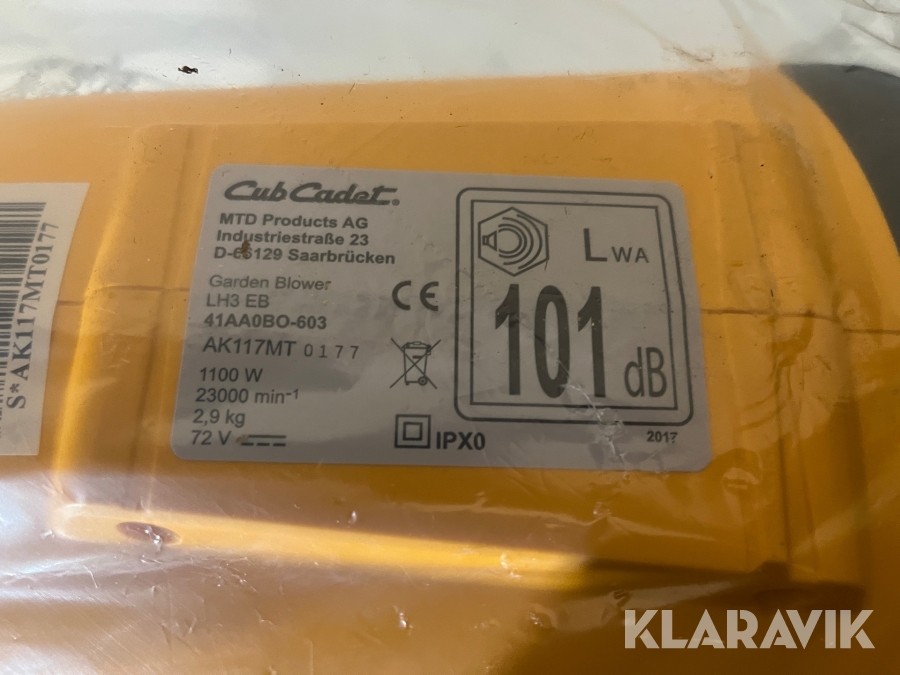 Cub Cadet®
MTD Products AG
Industriestraße 23
D-66129 Saarbrücken
Garden Blower
LH3 EB
41AA0BO-603
AK117MT 0177
1100 W
23000 min⁻¹
2,9 kg
72 V
CE
IPX0
LWA
101 dB
2017
S*AK117MT0177
KLARAVIK